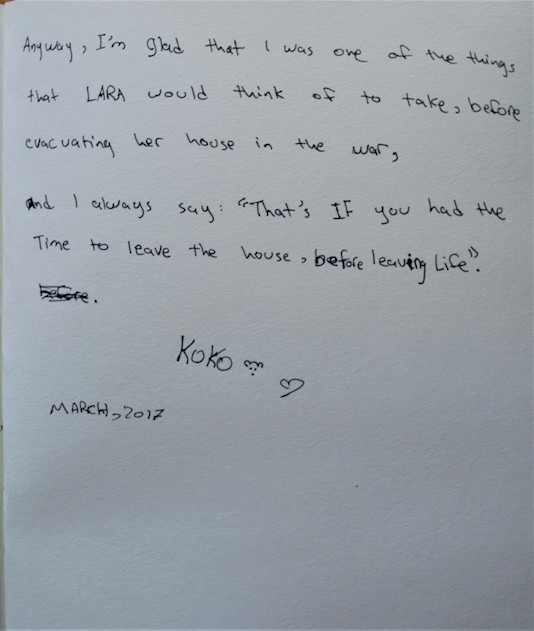 Anyway, I'm glad that I was one of the things
that LARA would think of to take, before
evacuating her house in the war,
And I always say: "That's IF you had the
Time to leave the house, before leaving Life".
before.
KOKO
MARCH, 2017